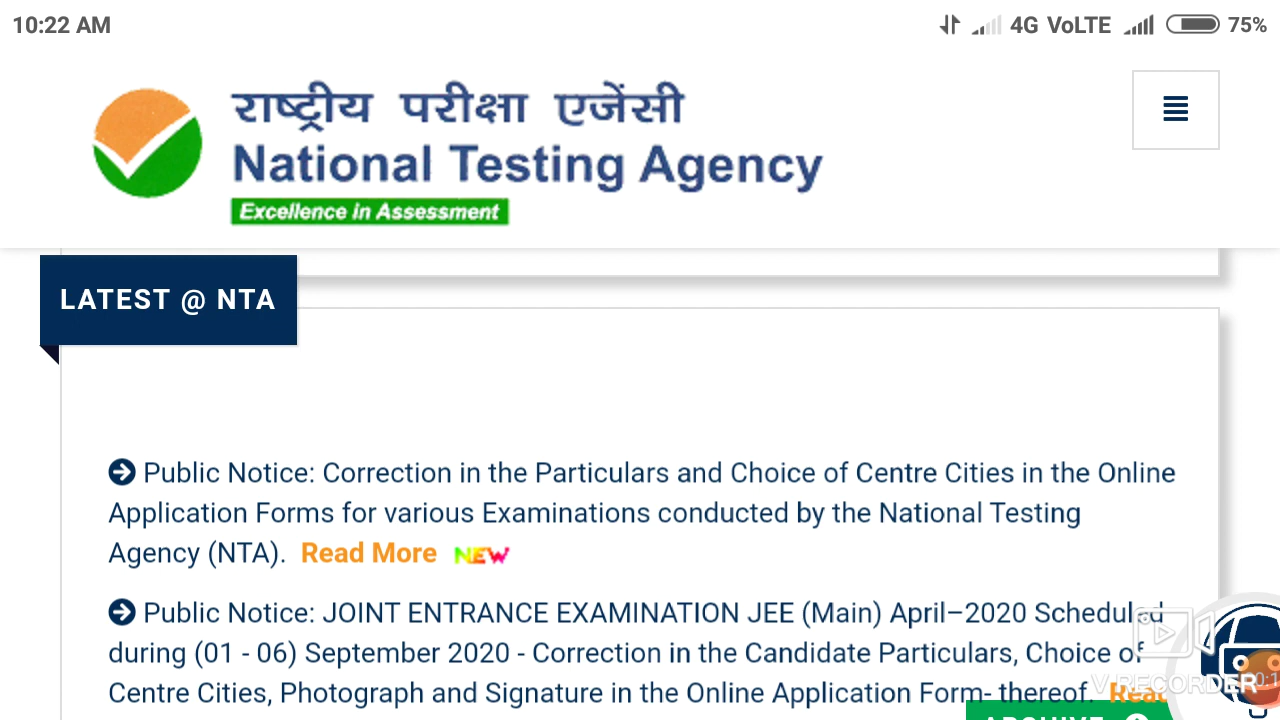 10:22 AM 4G VoLTE 75%
राष्ट्रीय परीक्षा एजेंसी
National Testing Agency
Excellence in Assessment
LATEST @ NTA
Public Notice: Correction in the Particulars and Choice of Centre Cities in the Online
Application Forms for various Examinations conducted by the National Testing
Agency (NTA). Read More NEW
Public Notice: JOINT ENTRANCE EXAMINATION JEE (Main) April–2020 Scheduled
during (01 - 06) September 2020 - Correction in the Candidate Particulars, Choice of
Centre Cities, Photograph and Signature in the Online Application Form- thereof. Read
V RECORDER
ARCHIVE